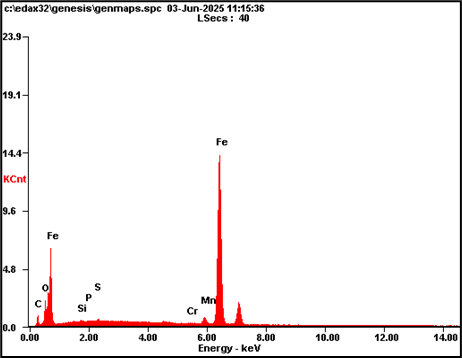 c:\edax32\genesis\genmaps.spc 03-Jun-2025 11:15:36
LSecs : 40
23.9
19.1
14.4
KCnt
9.6
4.8
0.0
Fe
Fe
C
O
Si
P
S
Cr
Mn
0.00 2.00 4.00 6.00 8.00 10.00 12.00 14.00
Energy - keV